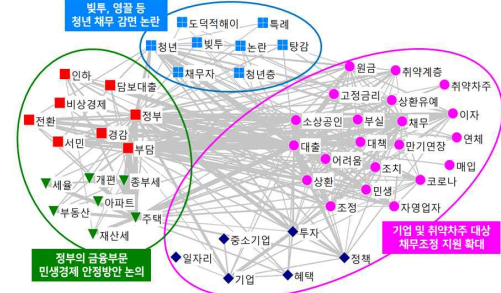 빚투, 영끌 등
청년 채무 감면 논란
도덕적해이
특례
청년
빚투
논란
탕감
채무자
청년층
원금
취약계층
취약차주
고정금리
상환유예
이자
소상공인
부실
채무
연체
대출
대책
만기연장
어려움
조치
매입
상환
민생
코로나
조정
자영업자
인하
담보대출
비상경제
정부
전환
경감
서민
부담
세율
개편
종부세
아파트
부동산
주택
재산세
중소기업
투자
일자리
정책
기업
혜택
정부의 금융부문
민생경제 안정방안 논의
기업 및 취약차주 대상
채무조정 지원 확대